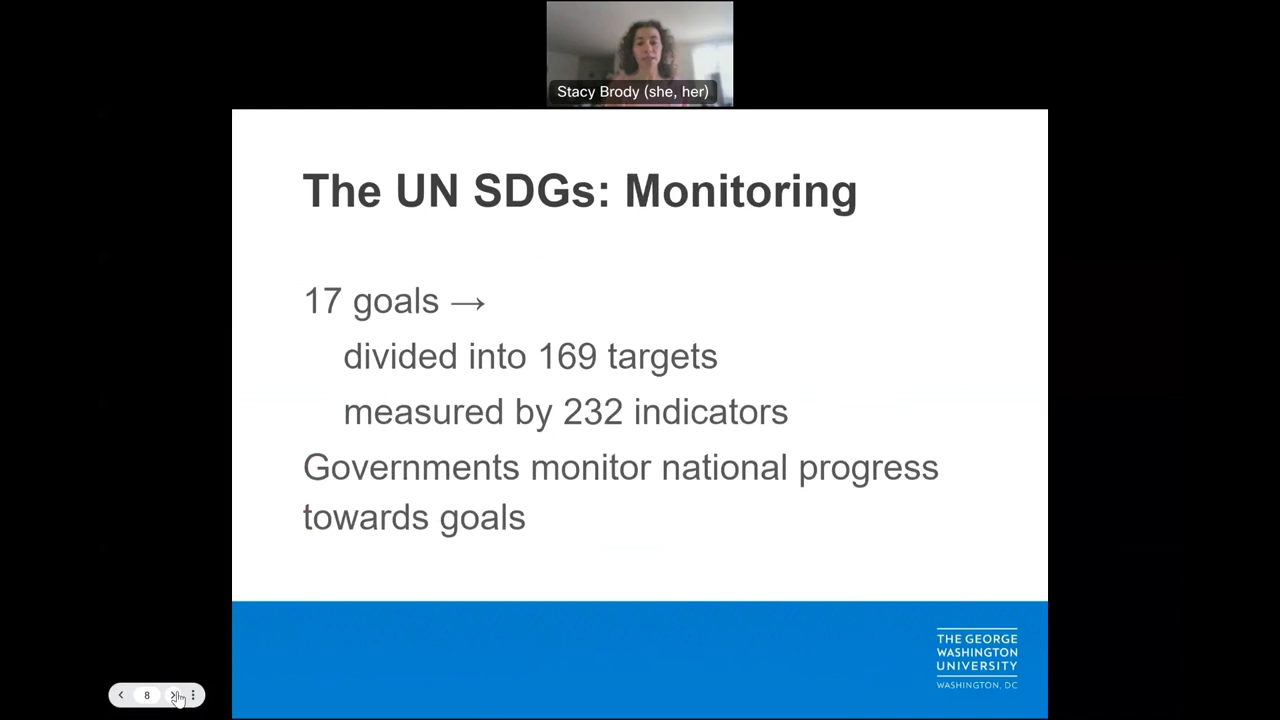 Stacy Brody (she, her)
The UN SDGs: Monitoring
17 goals →
divided into 169 targets
measured by 232 indicators
Governments monitor national progress
towards goals
THE GEORGE
WASHINGTON
UNIVERSITY
WASHINGTON, DC
8